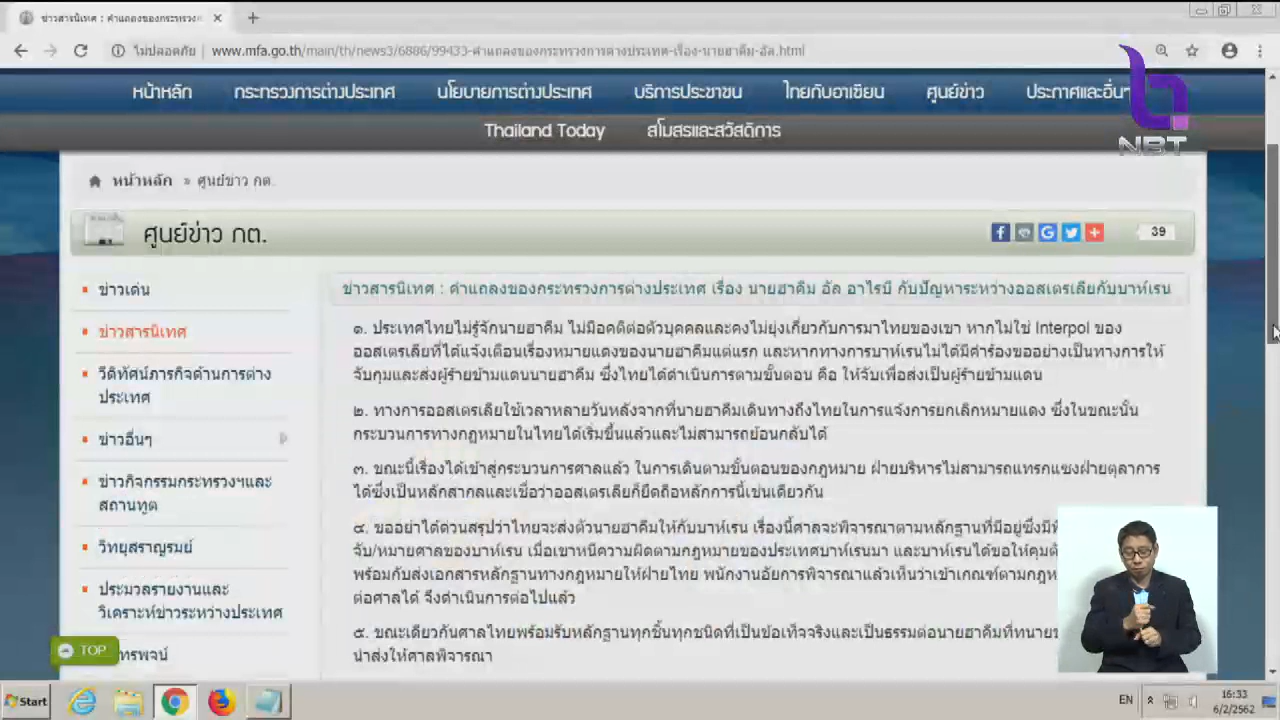 ข่าวสารนิเทศ : คำแถลงของกระทรวงก
ไม่ปลอดภัย | www.mfa.go.th/main/th/news3/6886/99433-คำแถลงของกระทรวงการต่างประเทศ-เรื่อง-นายฮาคีม-อัล.html
หน้าหลัก กระทรวงการต่างประเทศ นโยบายการต่างประเทศ บริการประชาชน ไทยกับอาเซียน ศูนย์ข่าว ประกาศและอื่นๆ
Thailand Today สโมสรและสวัสดิการ
NBT
หน้าหลัก » ศูนย์ข่าว กต.
ศูนย์ข่าว กต.
39
ข่าวเด่น
ข่าวสารนิเทศ
วีดิทัศน์ภารกิจด้านการต่าง
ประเทศ
ข่าวอื่นๆ
ข่าวกิจกรรมกระทรวงฯและ
สถานทูต
วิทยุสราญรมย์
ประมวลรายงานและ
วิเคราะห์ข่าวระหว่างประเทศ
TOP
ข่าวสารนิเทศ : คำแถลงของกระทรวงการต่างประเทศ เรื่อง นายฮาคีม อัล อาไรบี กับปัญหาระหว่างออสเตรเลียกับบาห์เรน
๑. ประเทศไทยไม่รู้จักนายฮาคีม ไม่มีอคติต่อตัวบุคคลและคงไม่ยุ่งเกี่ยวกับการมาไทยของเขา หากไม่ใช่ Interpol ของ
ออสเตรเลียที่ได้แจ้งเตือนเรื่องหมายแดงของนายฮาคีมแต่แรก และหากทางการบาห์เรนไม่ได้มีคำร้องขออย่างเป็นทางการให้
จับกุมและส่งผู้ร้ายข้ามแดนนายฮาคีม ซึ่งไทยได้ดำเนินการตามขั้นตอน คือ ให้จับเพื่อส่งเป็นผู้ร้ายข้ามแดน
๒. ทางการออสเตรเลียใช้เวลาหลายวันหลังจากที่นายฮาคีมเดินทางถึงไทยในการแจ้งการยกเลิกหมายแดง ซึ่งในขณะนั้น
กระบวนการทางกฎหมายในไทยได้เริ่มขึ้นแล้วและไม่สามารถย้อนกลับได้
๓. ขณะนี้เรื่องได้เข้าสู่กระบวนการศาลแล้ว ในการเดินตามขั้นตอนของกฎหมาย ฝ่ายบริหารไม่สามารถแทรกแซงฝ่ายตุลาการ
ได้ซึ่งเป็นหลักสากลและเชื่อว่าออสเตรเลียก็ยึดถือหลักการนี้เช่นเดียวกัน
๔. ขออย่าได้ด่วนสรุปว่าไทยจะส่งตัวนายฮาคีมให้กับบาห์เรน เรื่องนี้ศาลจะพิจารณาตามหลักฐานที่มีอยู่ซึ่งมี
จับ/หมายศาลของบาห์เรน เมื่อเขาหนีความผิดตามกฎหมายของประเทศบาห์เรนมา และบาห์เรนได้ขอให้คุมตัว
พร้อมกับส่งเอกสารหลักฐานทางกฎหมายให้ฝ่ายไทย พนักงานอัยการพิจารณาแล้วเห็นว่าเข้าเกณฑ์ตามกฎห
ต่อศาลได้ จึงดำเนินการต่อไปแล้ว
๕. ขณะเดียวกันศาลไทยพร้อมรับหลักฐานทุกชิ้นทุกชนิดที่เป็นข้อเท็จจริงและเป็นธรรมต่อนายฮาคีมที่ทนาย
นำส่งให้ศาลพิจารณา
Start EN 16:33
6/2/2562